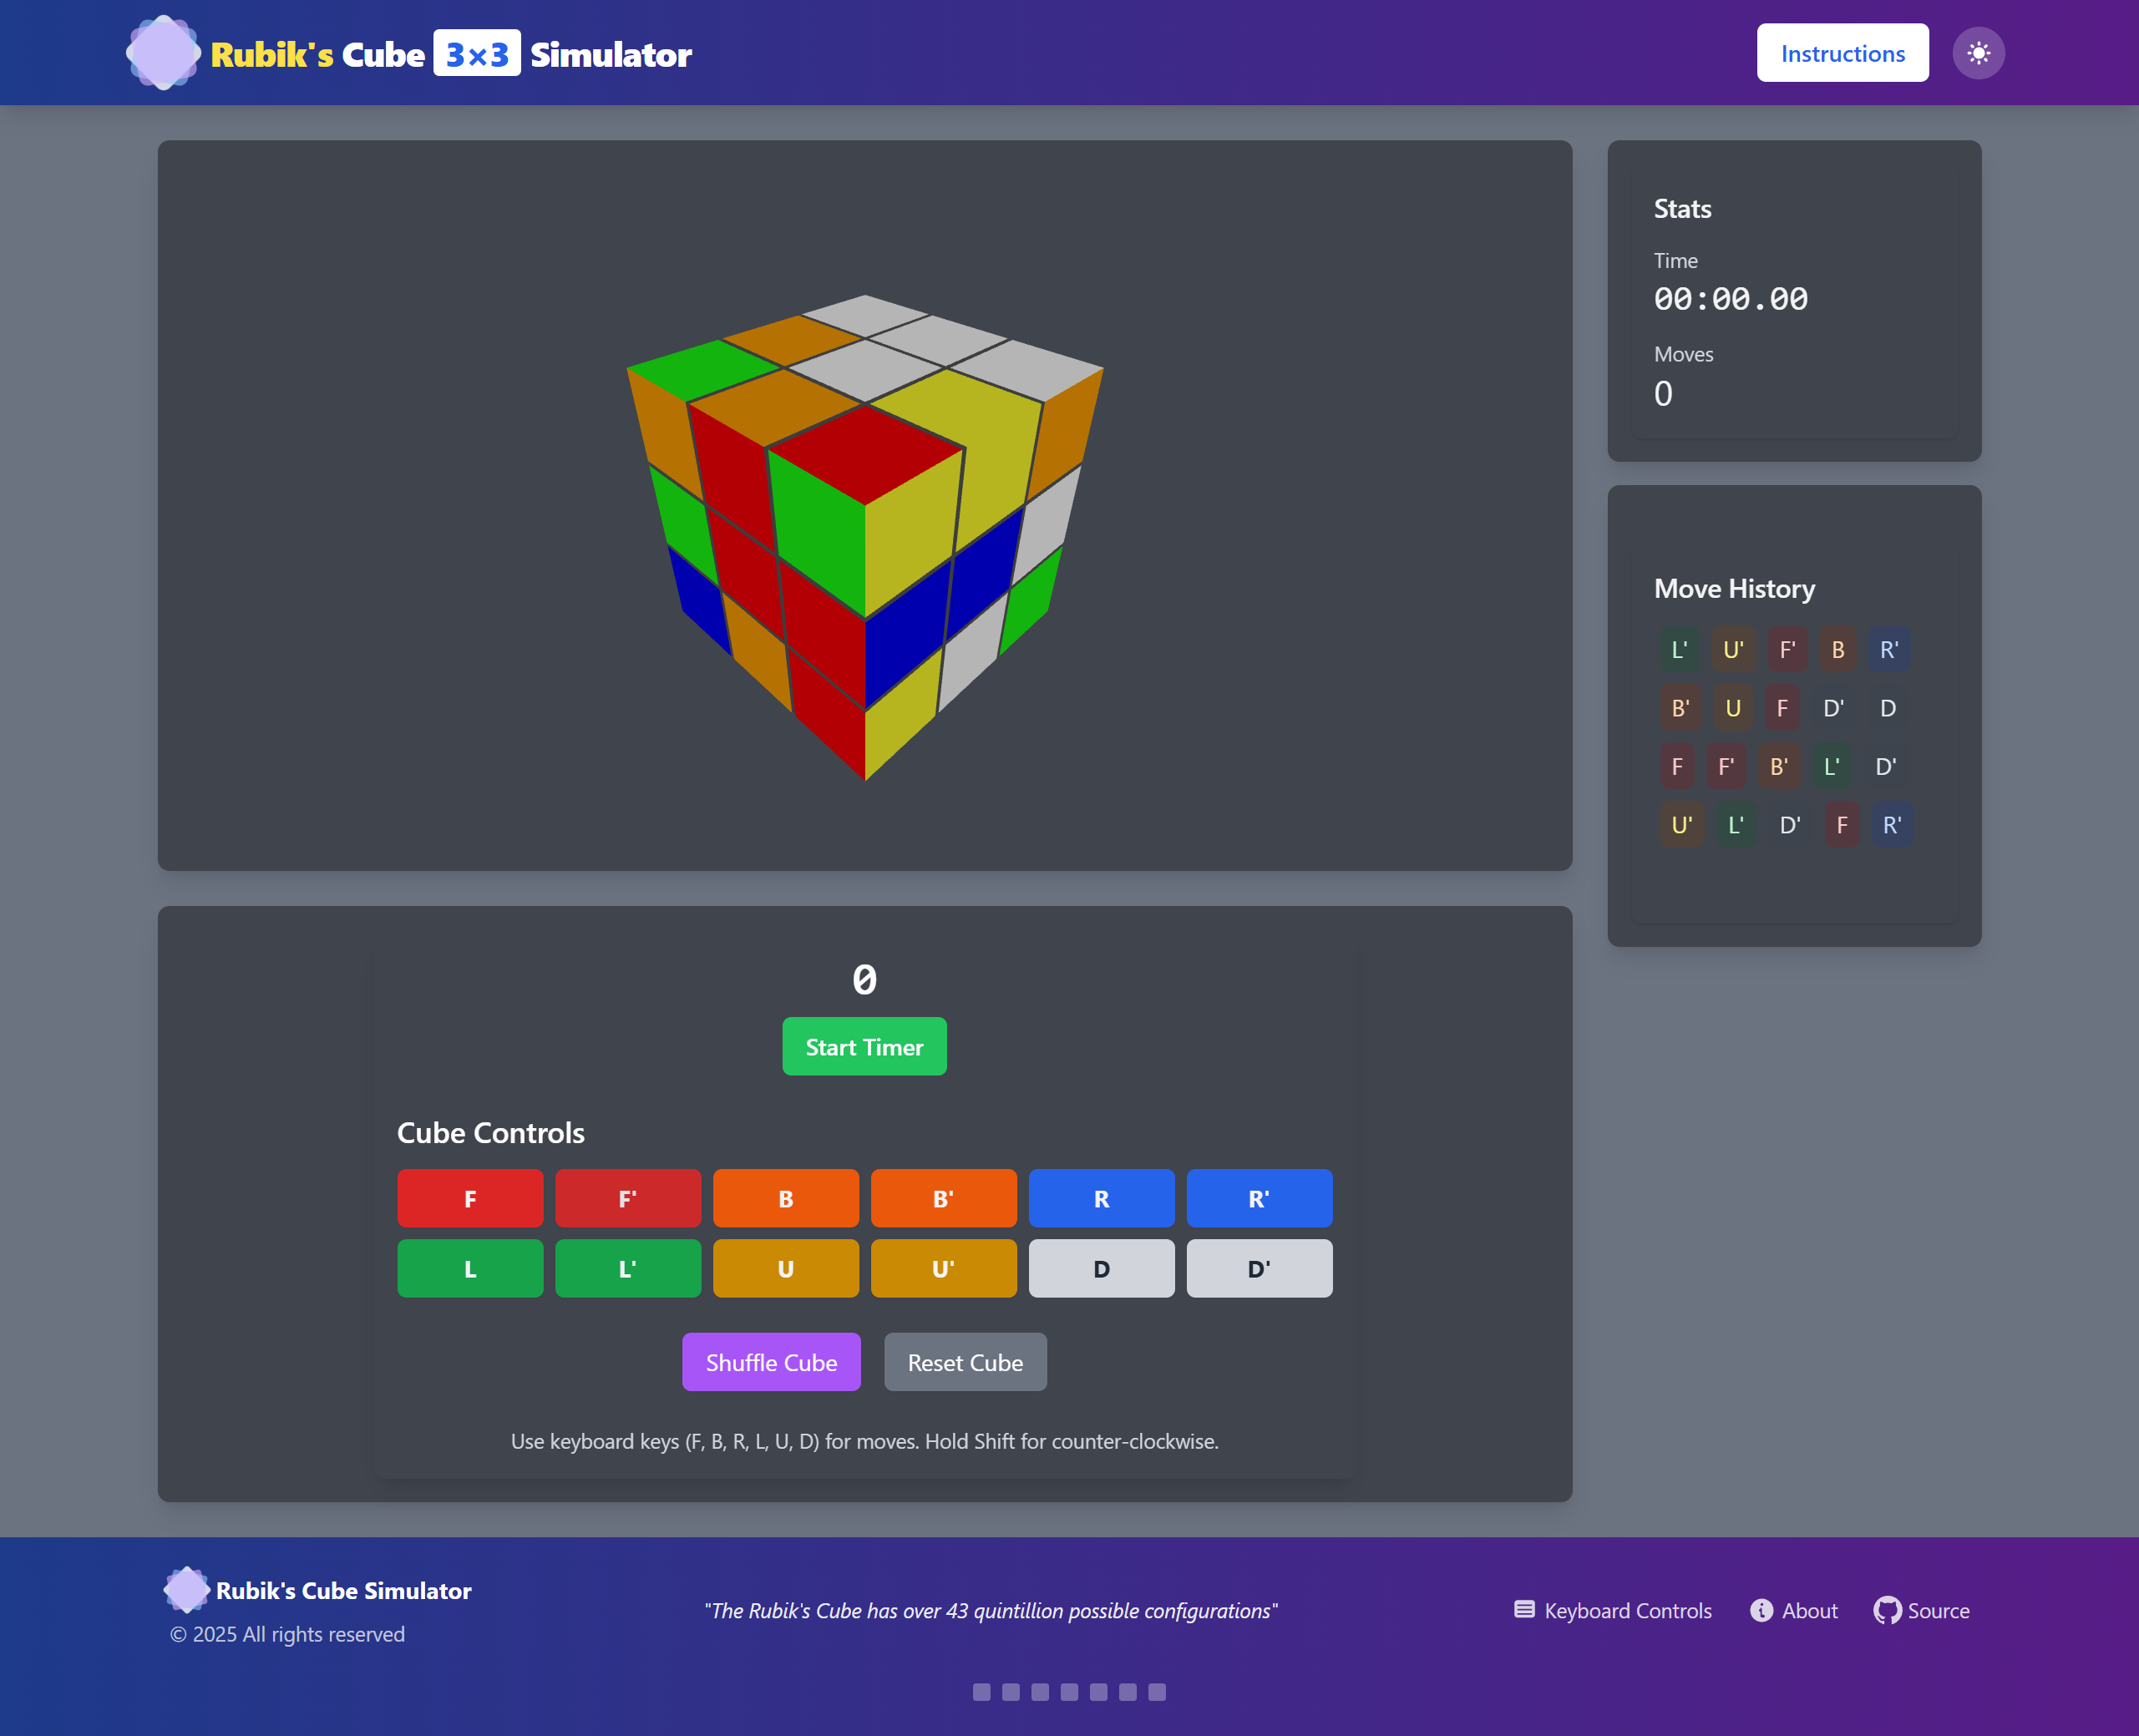 Rubik's Cube 3×3 Simulator
Instructions
Stats
Time
00:00.00
Moves
0
Move History
L' U' F' B R'
B' U F D' D
F F' B' L' D'
U' L' D' F R'
0
Start Timer
Cube Controls
F F' B B' R R'
L L' U U' D D'
Shuffle Cube Reset Cube
Use keyboard keys (F, B, R, L, U, D) for moves. Hold Shift for counter-clockwise.
Rubik's Cube Simulator
© 2025 All rights reserved
"The Rubik's Cube has over 43 quintillion possible configurations"
Keyboard Controls About Source